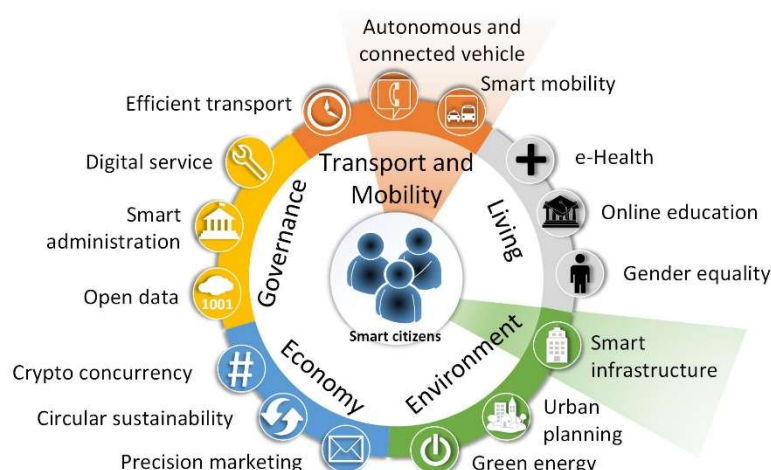 Autonomous and
connected vehicle
Smart mobility
Efficient transport
Transport and
Mobility
Digital service
e-Health
Smart
administration
Governance
Living
Online education
Open data
1001
Gender equality
Smart citizens
Smart
infrastructure
Crypto concurrency
#
Economy
Environment
Circular sustainability
Urban
planning
Precision marketing
Green energy